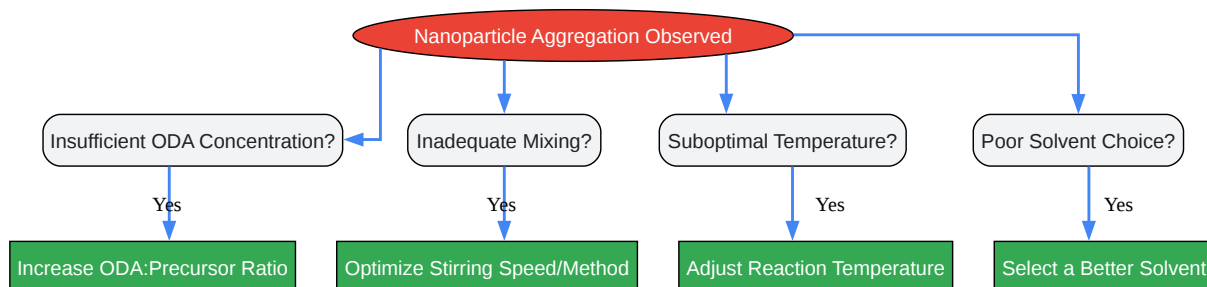 Nanoparticle Aggregation Observed
Insufficient ODA Concentration?
Inadequate Mixing?
Suboptimal Temperature?
Poor Solvent Choice?
Yes
Yes
Yes
Yes
Increase ODA:Precursor Ratio
Optimize Stirring Speed/Method
Adjust Reaction Temperature
Select a Better Solvent